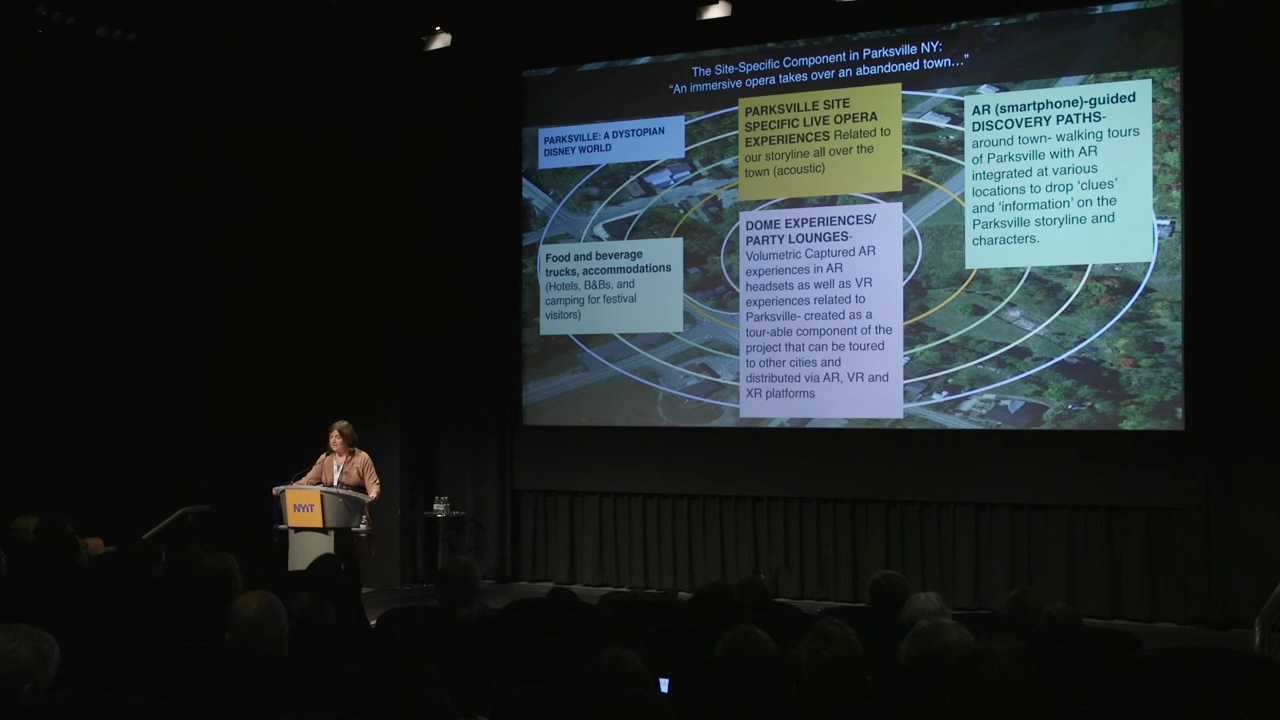 The Site-Specific Component in Parksville NY:
“An immersive opera takes over an abandoned town…”
PARKSVILLE: A DYSTOPIAN
DISNEY WORLD
PARKSVILLE SITE
SPECIFIC LIVE OPERA
EXPERIENCES Related to
our storyline all over the
town (acoustic)
AR (smartphone)-guided
DISCOVERY PATHS-
around town- walking tours
of Parksville with AR
integrated at various
locations to drop ‘clues’
and ‘information’ on the
Parksville storyline and
characters.
Food and beverage
trucks, accommodations
(Hotels, B&Bs, and
camping for festival
visitors)
DOME EXPERIENCES/
PARTY LOUNGES-
Volumetric Captured AR
experiences in AR
headsets as well as VR
experiences related to
Parksville- created as a
tour-able component of the
project that can be toured
to other cities and
distributed via AR, VR and
XR platforms
NYiT